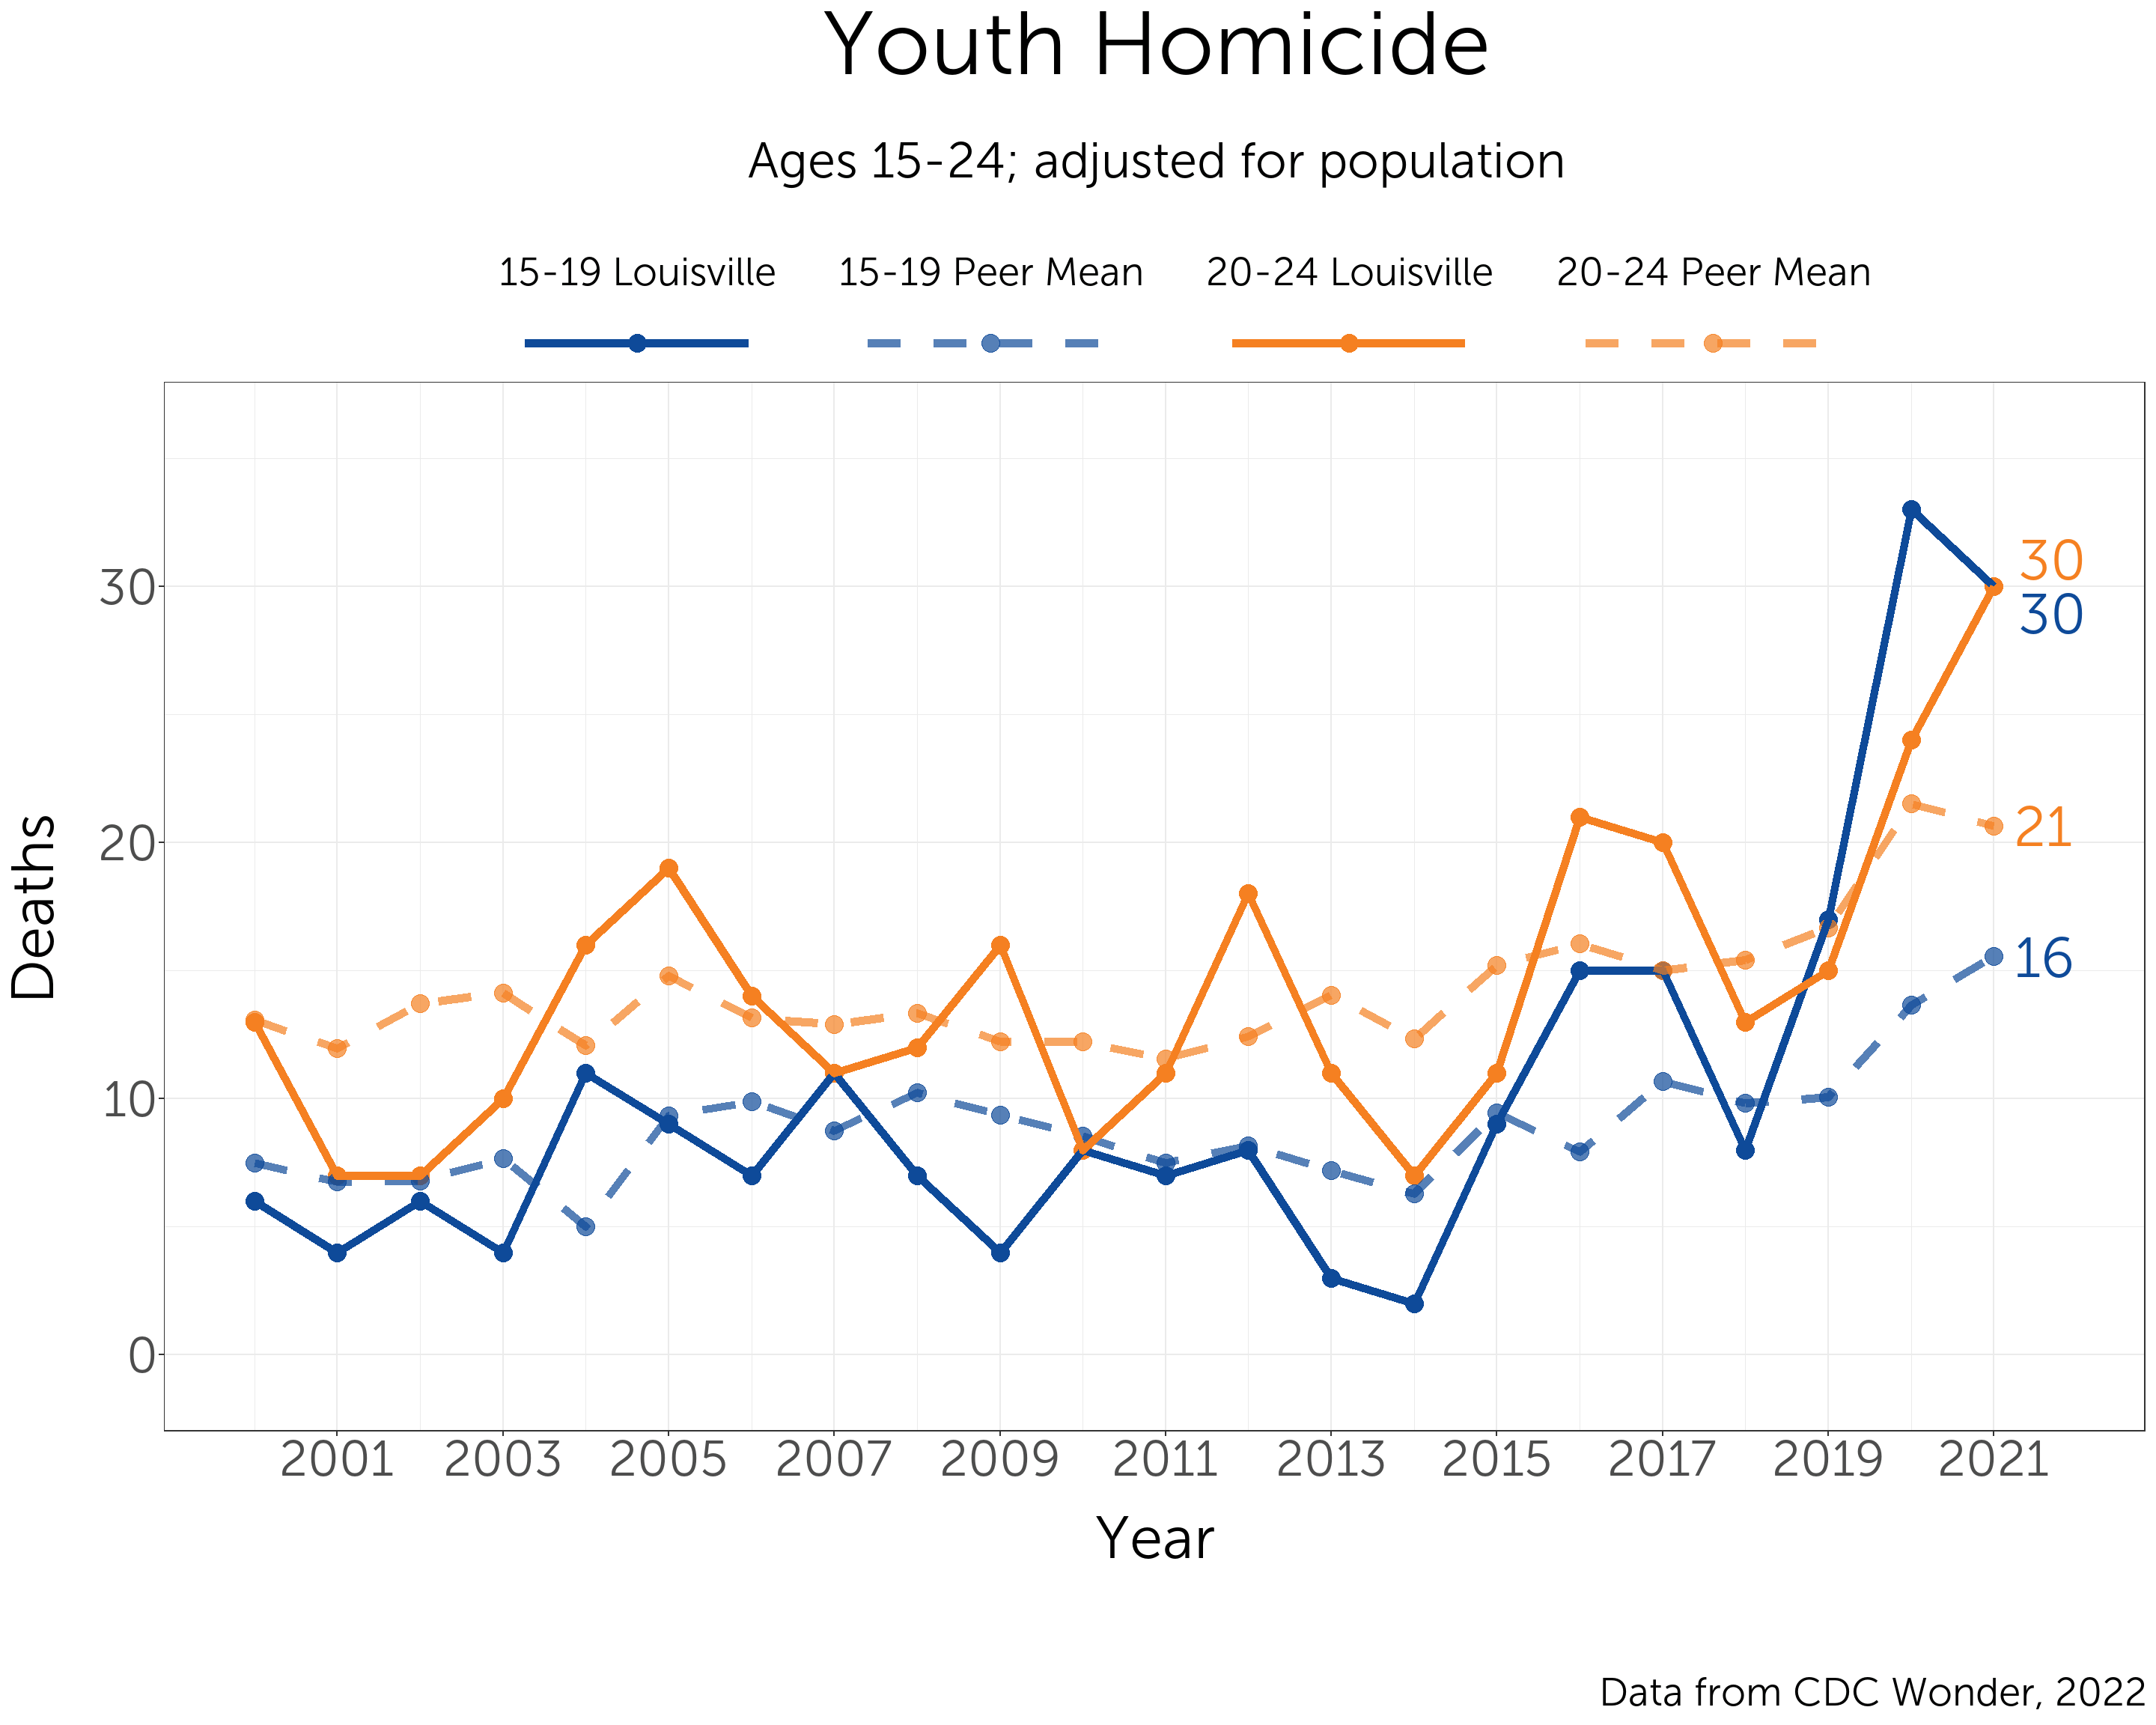 Youth Homicide
Ages 15-24; adjusted for population
15-19 Louisville 15-19 Peer Mean 20-24 Louisville 20-24 Peer Mean
30
30
30
20
21
16
10
0
Deaths
2001 2003 2005 2007 2009 2011 2013 2015 2017 2019 2021
Year
Data from CDC Wonder, 2022